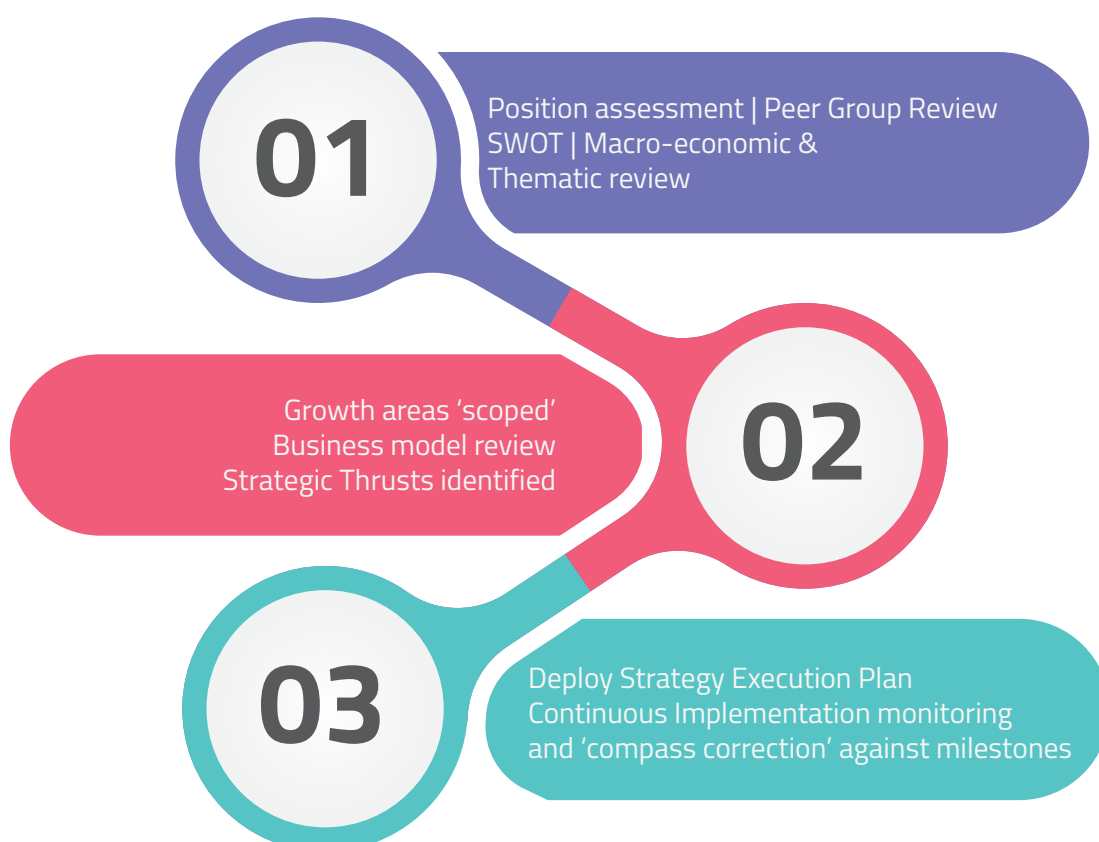 01
Position assessment | Peer Group Review
SWOT | Macro-economic &
Thematic review
Growth areas ‘scoped’
Business model review
Strategic Thrusts identified
02
03
Deploy Strategy Execution Plan
Continuous Implementation monitoring
and ‘compass correction’ against milestones